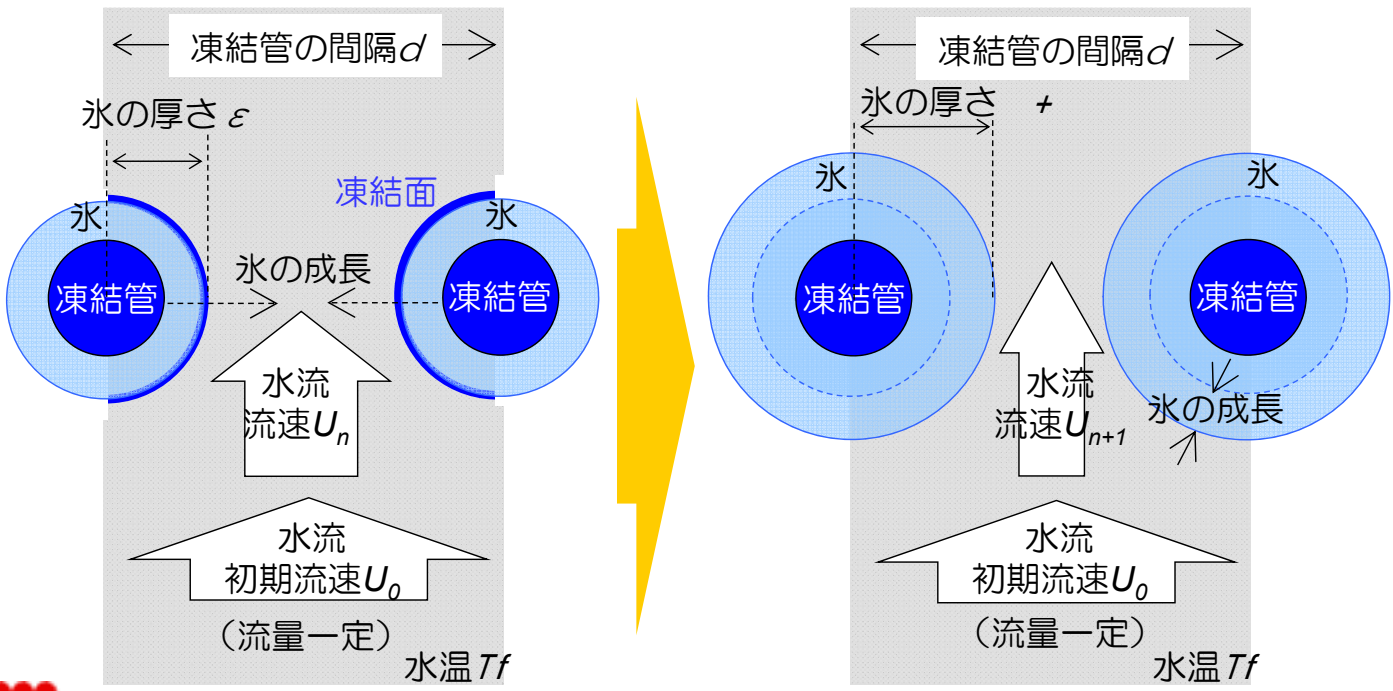 凍結管の間隔d
氷の厚さ ε
凍結面
氷
氷
凍結管
氷の成長
凍結管
水流
流速Un
水流
初期流速U0
（流量一定）
水温Tf
凍結管の間隔d
氷の厚さ +
氷
氷
凍結管
凍結管
水流
流速Un+1
氷の成長
水流
初期流速U0
（流量一定）
水温Tf